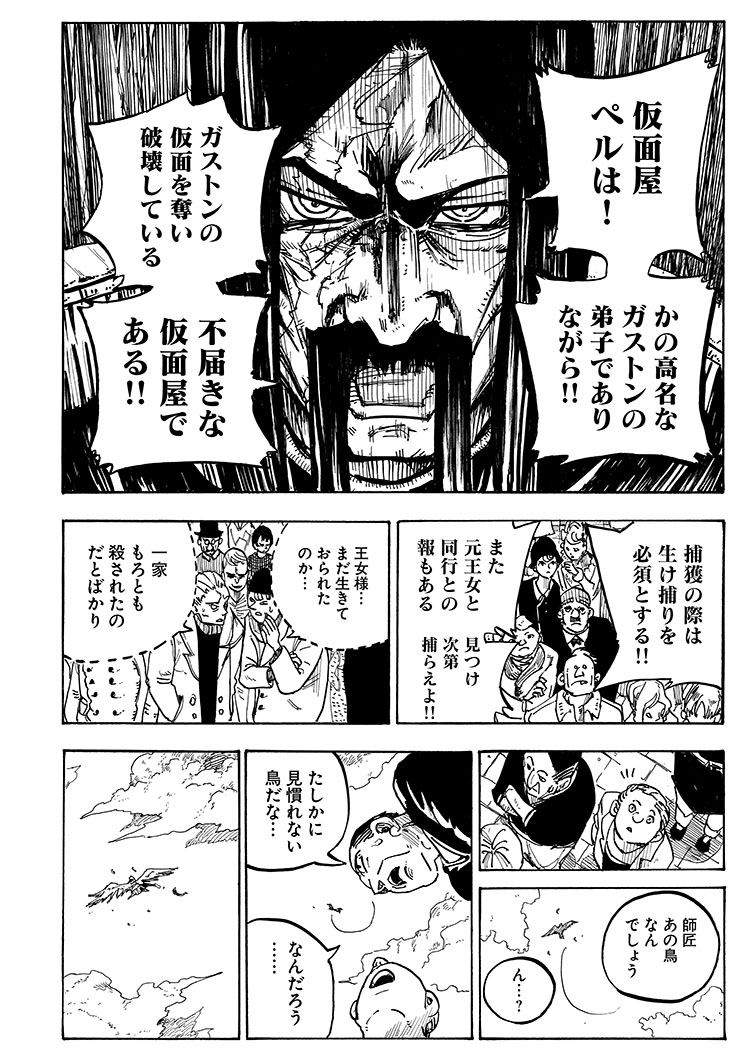 仮面屋
ペルは！
かの高名な
ガストンの
弟子であり
ながら!!
ガストンの
仮面を奪い
破壊している
不届きな
仮面屋で
ある!!
捕獲の際は
生け捕りを
必須とする!!
また
元王女と
同行との
報もある
見つけ
次第
捕らえよ!!
王女様…
まだ生きて
おられた
のか…
一家
もろとも
殺されたの
だとばかり
師匠
あの鳥
なん
でしょう
ん…?
たしかに
見慣れない
鳥だな…
なんだろう
……